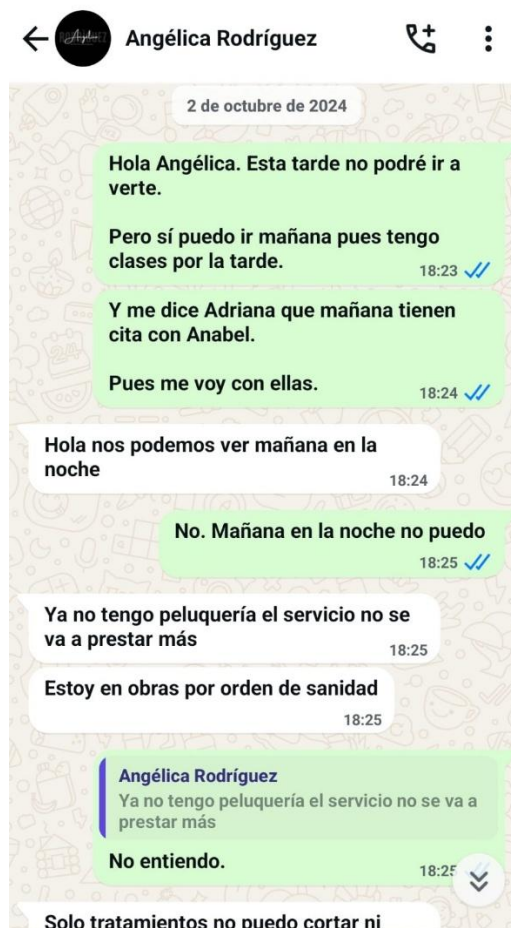 Angélica Rodríguez
2 de octubre de 2024
Hola Angélica. Esta tarde no podré ir a
verte.
Pero sí puedo ir mañana pues tengo
clases por la tarde.
18:23
Y me dice Adriana que mañana tienen
cita con Anabel.
Pues me voy con ellas.
18:24
Hola nos podemos ver mañana en la
noche
18:24
No. Mañana en la noche no puedo
18:25
Ya no tengo peluquería el servicio no se
va a prestar más
18:25
Estoy en obras por orden de sanidad
18:25
Angélica Rodríguez
Ya no tengo peluquería el servicio no se va a
prestar más
No entiendo.
18:25
Solo tratamientos no puedo cortar ni